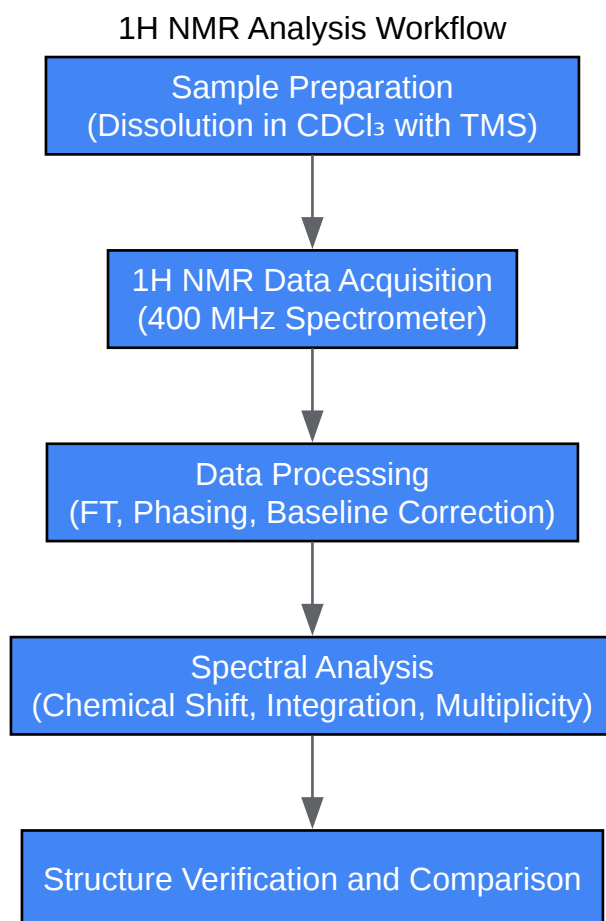 1H NMR Analysis Workflow
Sample Preparation
(Dissolution in CDCl₃ with TMS)
1H NMR Data Acquisition
(400 MHz Spectrometer)
Data Processing
(FT, Phasing, Baseline Correction)
Spectral Analysis
(Chemical Shift, Integration, Multiplicity)
Structure Verification and Comparison